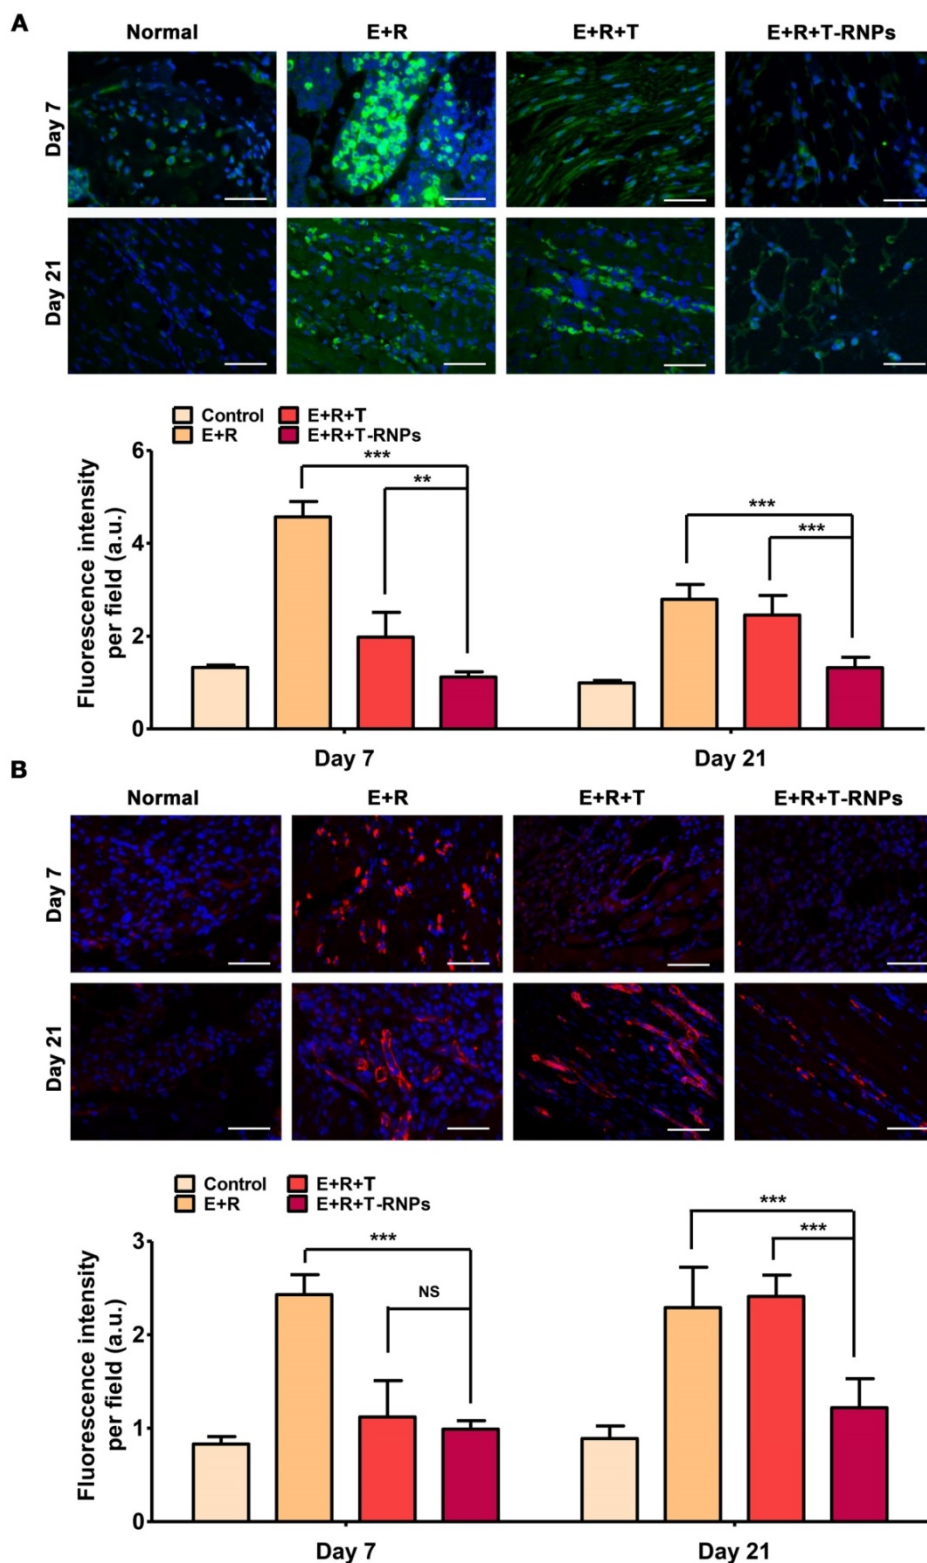 A
Normal E+R E+R+T E+R+T-RNPs
Day 7
Day 21
Control E+R+T
E+R E+R+T-RNPs
Fluorescence intensity
per field (a.u.)
6
4
2
0
***
**
***
***
Day 7 Day 21
B
Normal E+R E+R+T E+R+T-RNPs
Day 7
Day 21
Control E+R+T
E+R E+R+T-RNPs
Fluorescence intensity
per field (a.u.)
3
2
1
0
***
NS
***
***
Day 7 Day 21